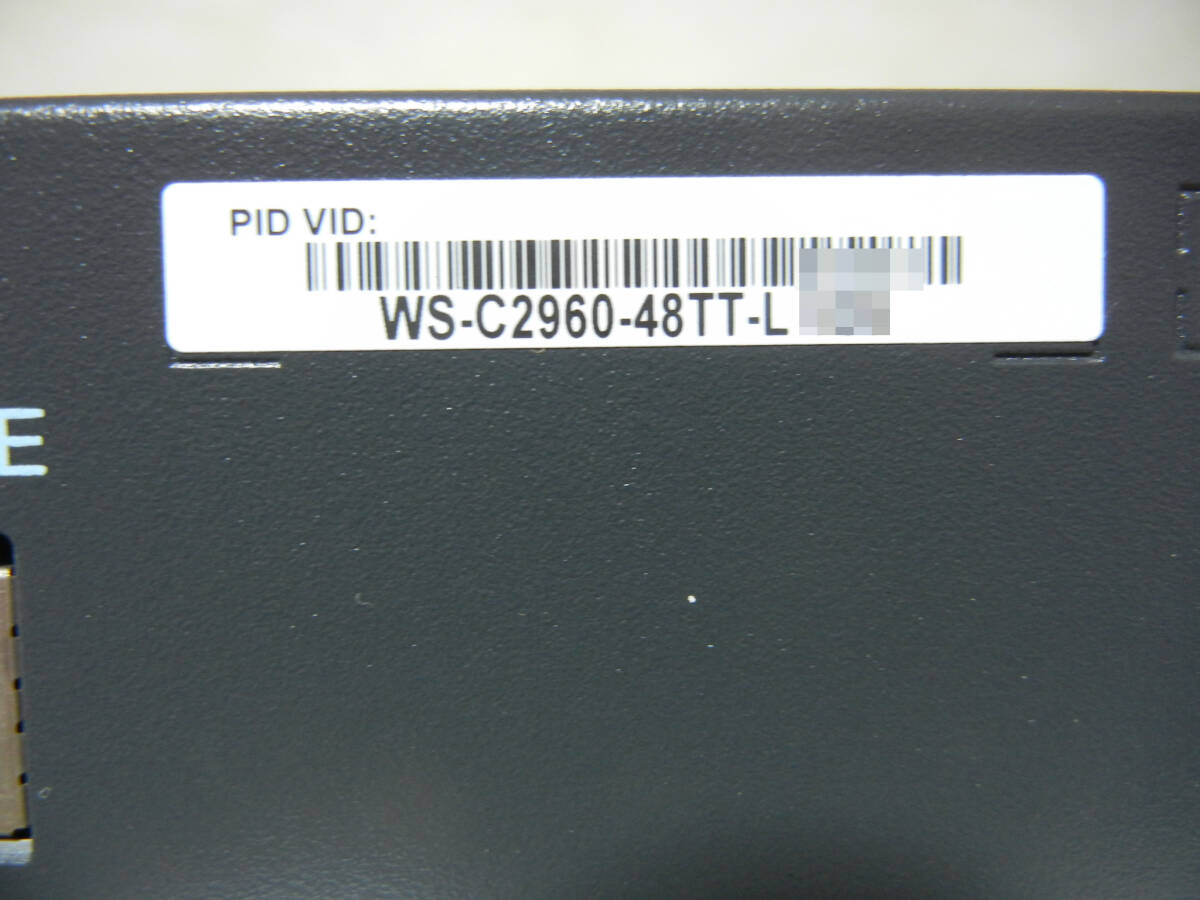 PID VID:
WS-C2960-48TT-L
E